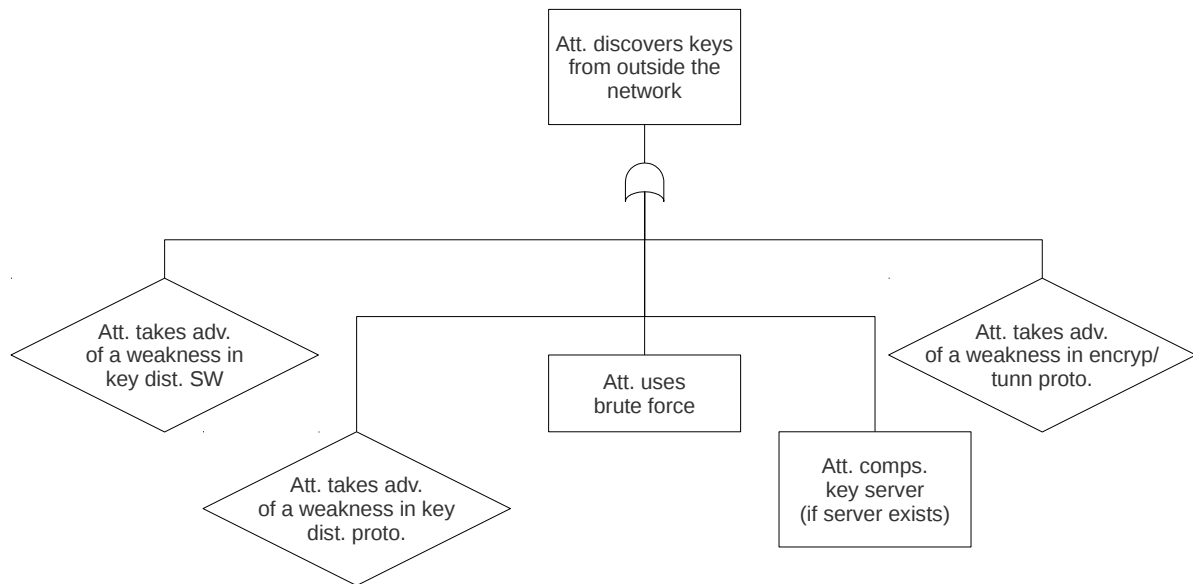 Att. discovers keys
from outside the
network
Att. takes adv.
of a weakness in
key dist. SW
Att. takes adv.
of a weakness in key
dist. proto.
Att. uses
brute force
Att. comps.
key server
(if server exists)
Att. takes adv.
of a weakness in encryp/
tunn proto.